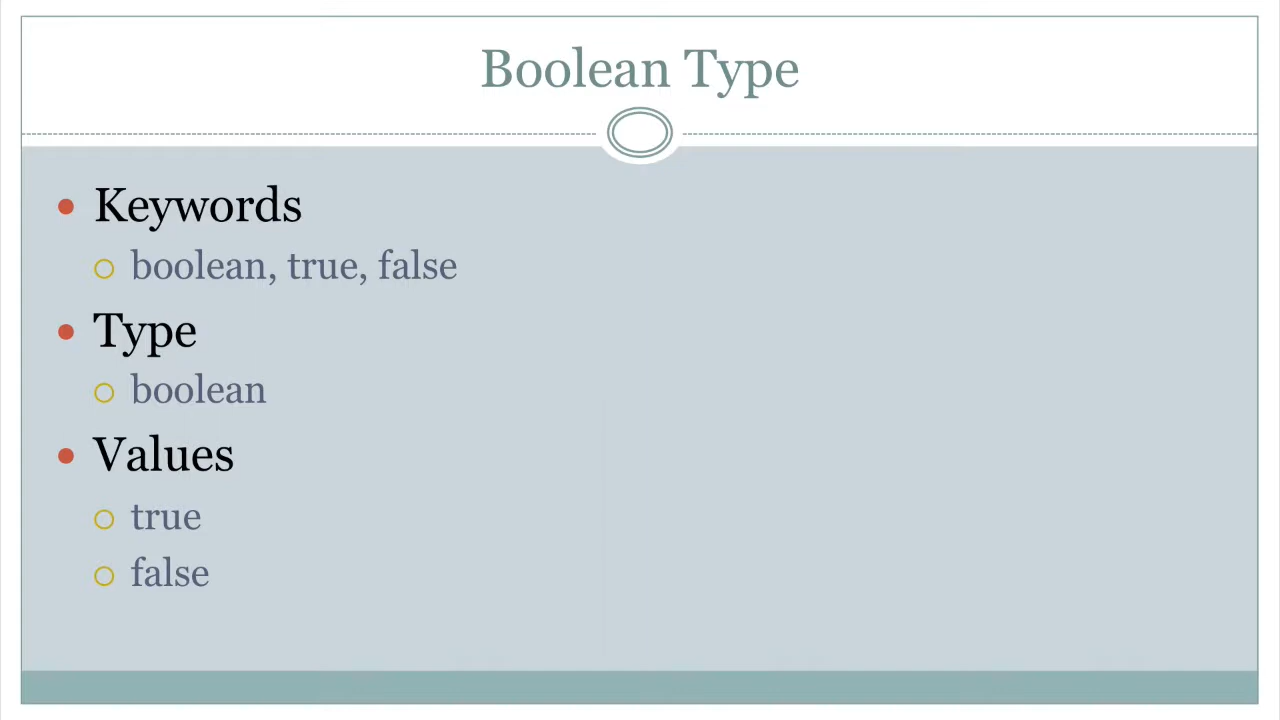 Boolean Type
Keywords
boolean, true, false
Type
boolean
Values
true
false